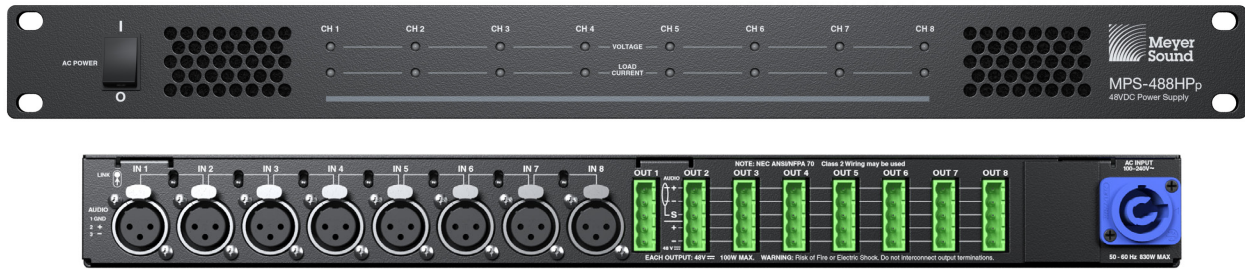 I
AC POWER
O
CH 1 CH 2 CH 3 CH 4 CH 5 CH 6 CH 7 CH 8
VOLTAGE
LOAD
CURRENT
Meyer
Sound
MPS-488HPp
48VDC Power Supply
NOTE: NEC ANSI/NFPA 70 Class 2 Wiring may be used
LINK
IN 1 IN 2 IN 3 IN 4 IN 5 IN 6 IN 7 IN 8
AUDIO
1 GND
2 +
3 −
OUT 1 OUT 2 OUT 3 OUT 4 OUT 5 OUT 6 OUT 7 OUT 8
AUDIO
+
−
S
+
−
48 V ⎓
EACH OUTPUT: 48V ⎓ 100W MAX. WARNING: Risk of Fire or Electric Shock. Do not interconnect output terminations.
AC INPUT
100-240V~
50 - 60 Hz 830W MAX